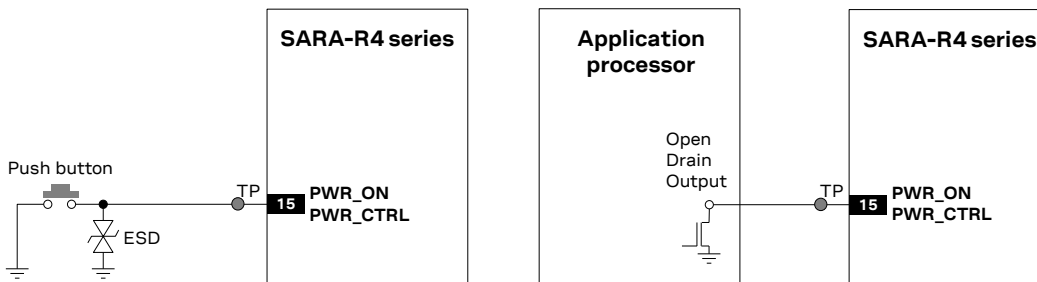 SARA-R4 series
Push button
ESD
TP
15
PWR_ON
PWR_CTRL
Application
processor
Open
Drain
Output
SARA-R4 series
TP
15
PWR_ON
PWR_CTRL